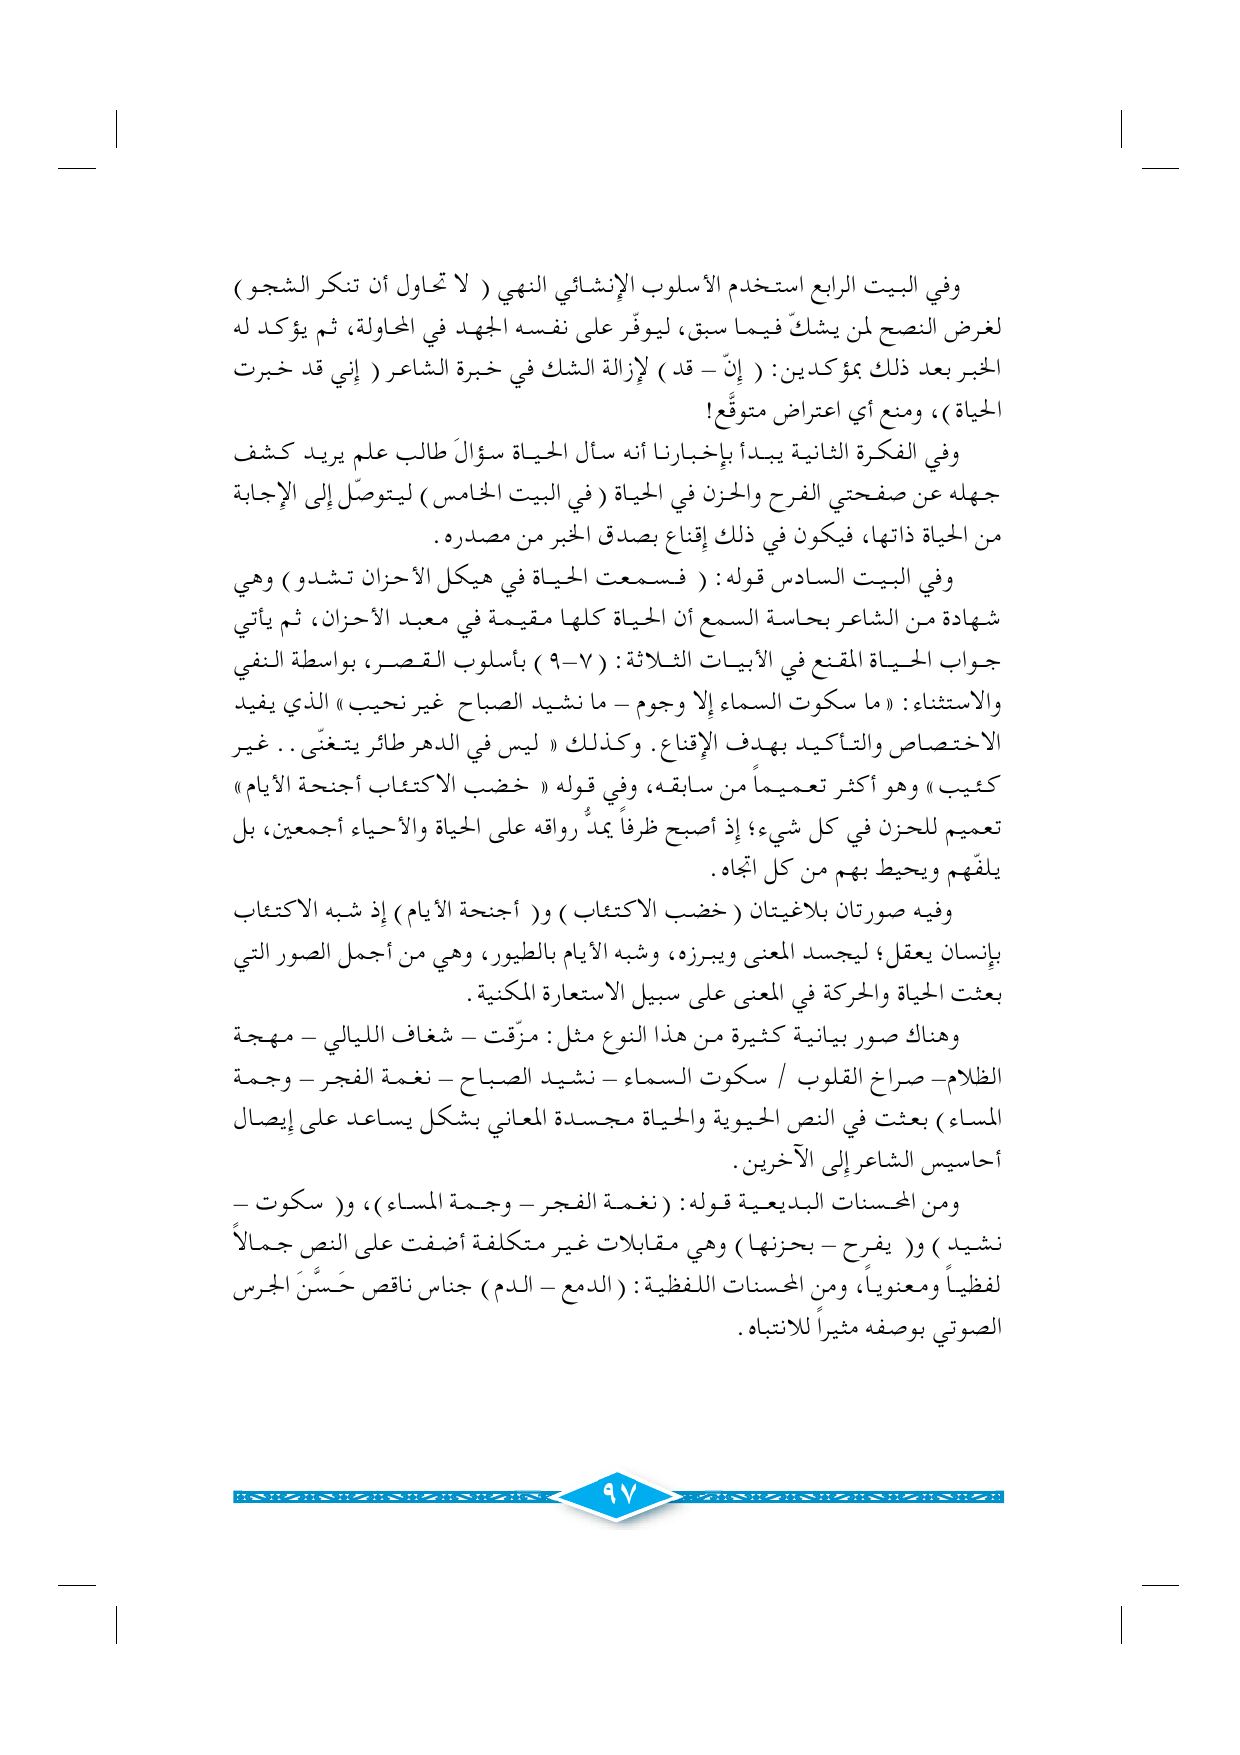 وفي البيت الرابع استخدم الأسلوب الإنشائي النهي ( لا تحاول أن تنكر الشجو )
لغرض النصح لمن يشكّ فيما سبق، ليوفّر على نفسه الجهد في المحاولة، ثم يؤكد له
الخبر بعد ذلك بمؤكدين: ( إنّ – قد ) لإزالة الشك في خبرة الشاعر ( إني قد خبرت
الحياة )، ومنع أي اعتراض متوقَّع!
وفي الفكرة الثانية يبدأ بإخبارنا أنه سأل الحياة سؤالَ طالب علم يريد كشف
جهله عن صفحتي الفرح والحزن في الحياة ( في البيت الخامس ) ليتوصّل إلى الإجابة
من الحياة ذاتها، فيكون في ذلك إقناع بصدق الخبر من مصدره .
وفي البيت السادس قوله: ( فسمعت الحياة في هيكل الأحزان تشدو ) وهي
شهادة من الشاعر بحاسة السمع أن الحياة كلها مقيمة في معبد الأحزان، ثم يأتي
جواب الحياة المقنع في الأبيات الثلاثة: ( ٧–٩ ) بأسلوب القصر، بواسطة النفي
والاستثناء: « ما سكوت السماء إلا وجوم – ما نشيد الصباح غير نحيب » الذي يفيد
الاختصاص والتأكيد بهدف الإقناع. وكذلك « ليس في الدهر طائر يتغنّى . . غير
كئيب » وهو أكثر تعميماً من سابقه، وفي قوله « خضب الاكتئاب أجنحة الأيام »
تعميم للحزن في كل شيء؛ إذ أصبح ظرفاً يمدُّ رواقه على الحياة والأحياء أجمعين، بل
يلفّهم ويحيط بهم من كل اتجاه .
وفيه صورتان بلاغيتان ( خضب الاكتئاب ) و( أجنحة الأيام ) إذ شبه الاكتئاب
بإنسان يعقل؛ ليجسد المعنى ويبرزه، وشبه الأيام بالطيور، وهي من أجمل الصور التي
بعثت الحياة والحركة في المعنى على سبيل الاستعارة المكنية .
وهناك صور بيانية كثيرة من هذا النوع مثل: مزّقت – شغاف الليالي – مهجة
الظلام– صراخ القلوب / سكوت السماء – نشيد الصباح – نغمة الفجر – وجمة
المساء ) بعثت في النص الحيوية والحياة مجسدة المعاني بشكل يساعد على إيصال
أحاسيس الشاعر إلى الآخرين .
ومن المحسنات البديعية قوله: ( نغمة الفجر – وجمة المساء )، و( سكوت –
نشيد ) و( يفرح – بحزنها ) وهي مقابلات غير متكلفة أضفت على النص جمالاً
لفظياً ومعنوياً، ومن المحسنات اللفظية: ( الدمع – الدم ) جناس ناقص حَسَّنَ الجرس
الصوتي بوصفه مثيراً للانتباه .
٩٧